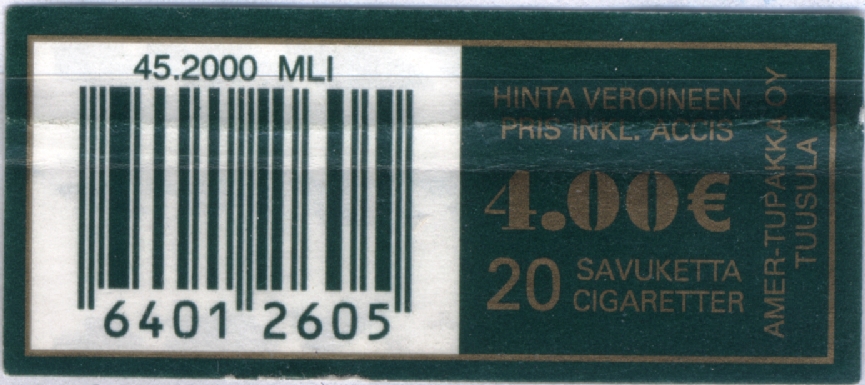 45.2000 MLI
6401 2605
HINTA VEROINEEN
PRIS INKL. ACCIS
4.00€
20 SAVUKETTA
CIGARETTER
AMER-TUPAKKA OY
TUUSULA